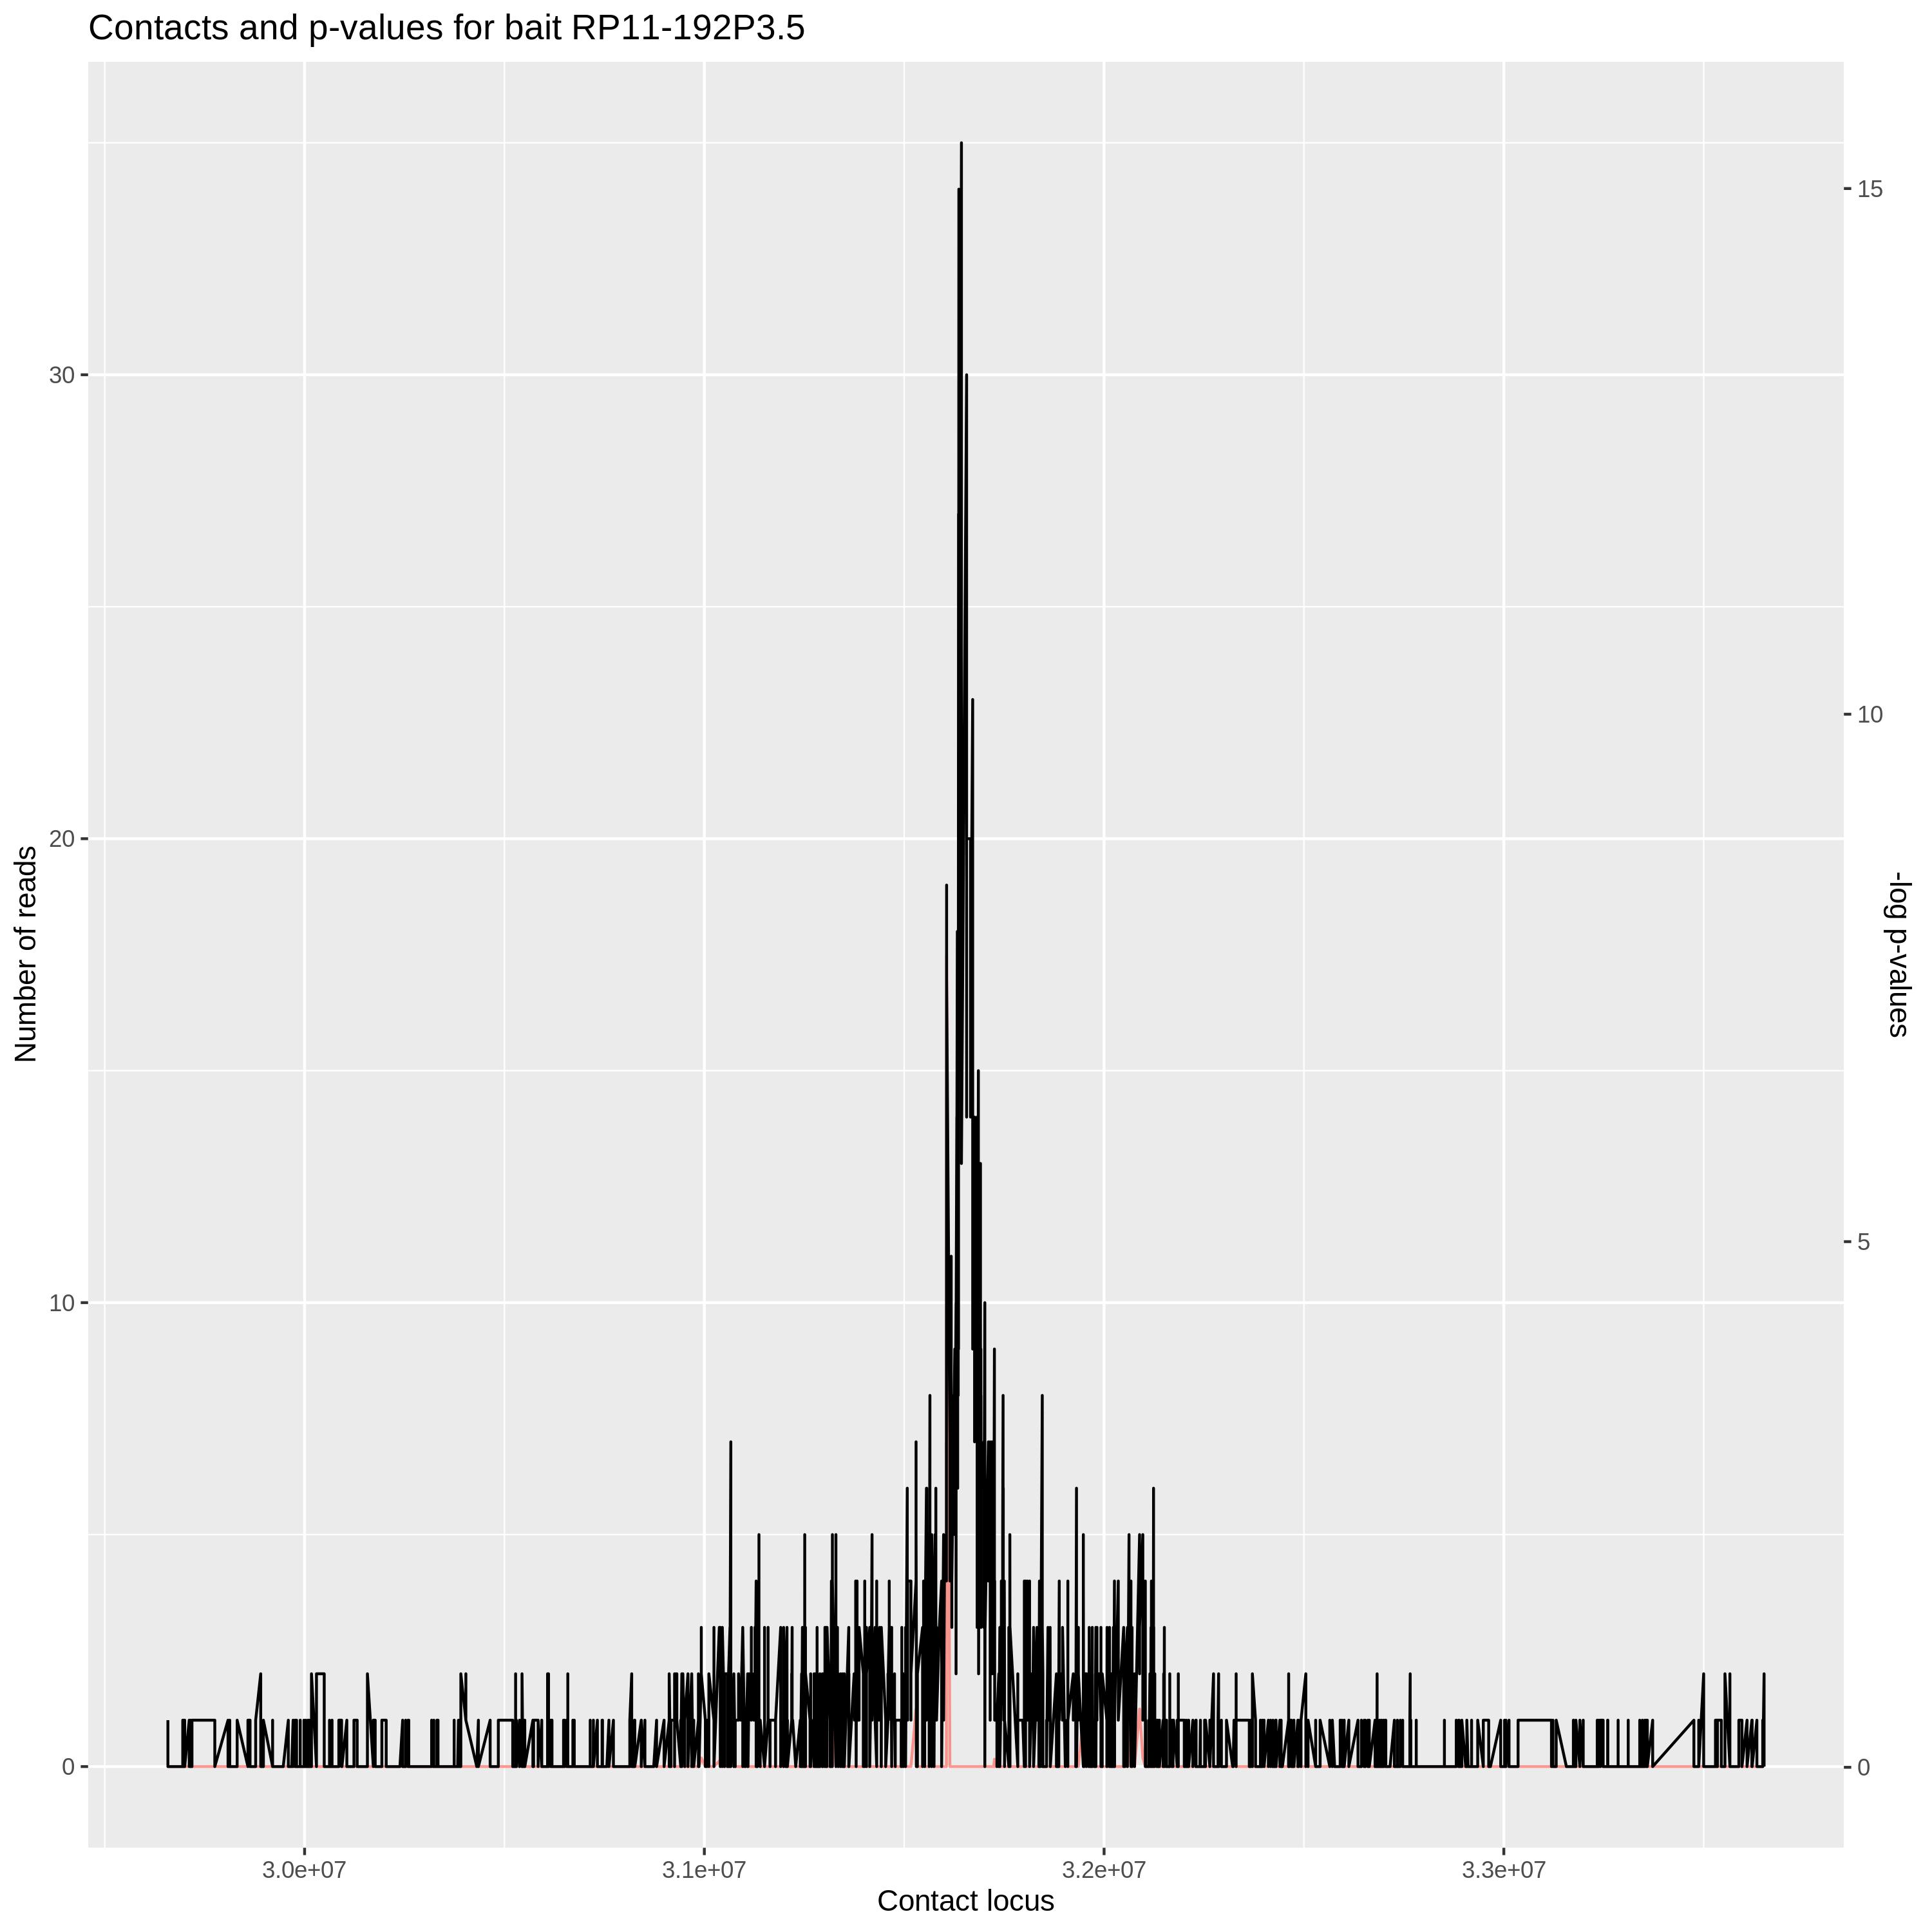 Contacts and p-values for bait RP11-192P3.5
30
20
10
0
Number of reads
15
10
5
0
-log p-values
3.0e+07 3.1e+07 3.2e+07 3.3e+07
Contact locus